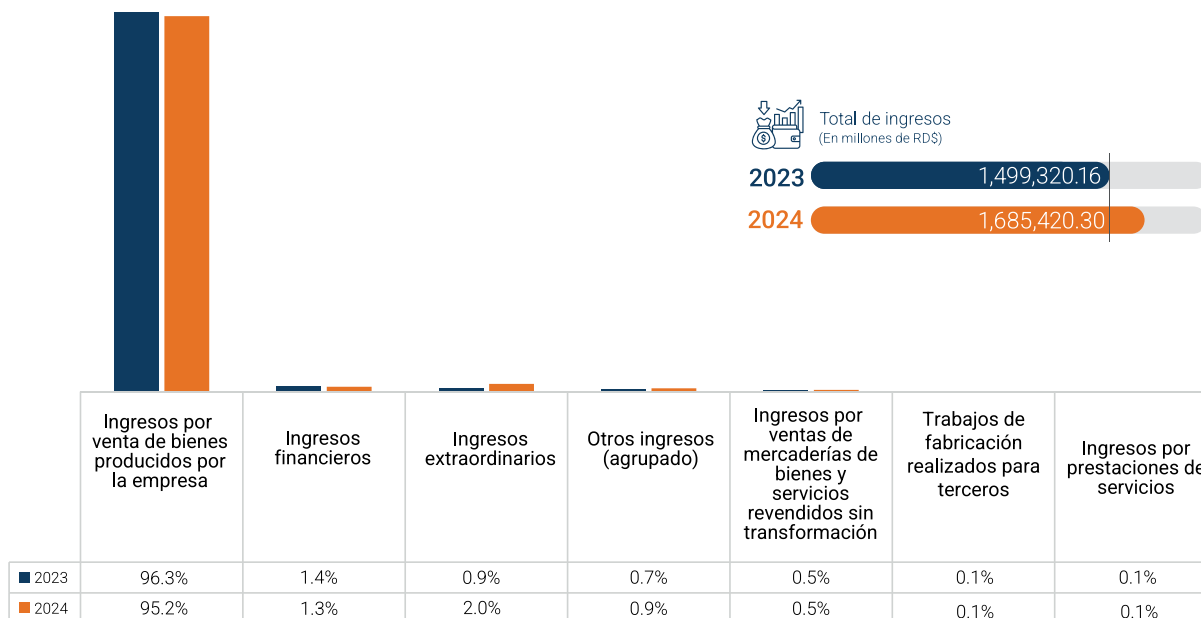 Total de ingresos
(En millones de RD$)
2023 1,499,320.16
2024 1,685,420.30
Ingresos por
venta de bienes
producidos por
la empresa
Ingresos
financieros
Ingresos
extraordinarios
Otros ingresos
(agrupado)
Ingresos por
ventas de
mercaderías de
bienes y
servicios
revendidos sin
transformación
Trabajos de
fabricación
realizados para
terceros
Ingresos por
prestaciones de
servicios
2023 96.3% 1.4% 0.9% 0.7% 0.5% 0.1% 0.1%
2024 95.2% 1.3% 2.0% 0.9% 0.5% 0.1% 0.1%